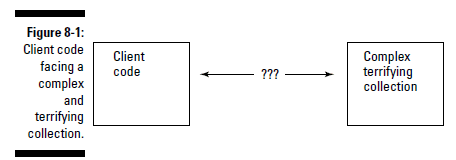 Figure 8-1:
Client code
facing a
complex
and
terrifying
collection.
Client
code
???
Complex
terrifying
collection